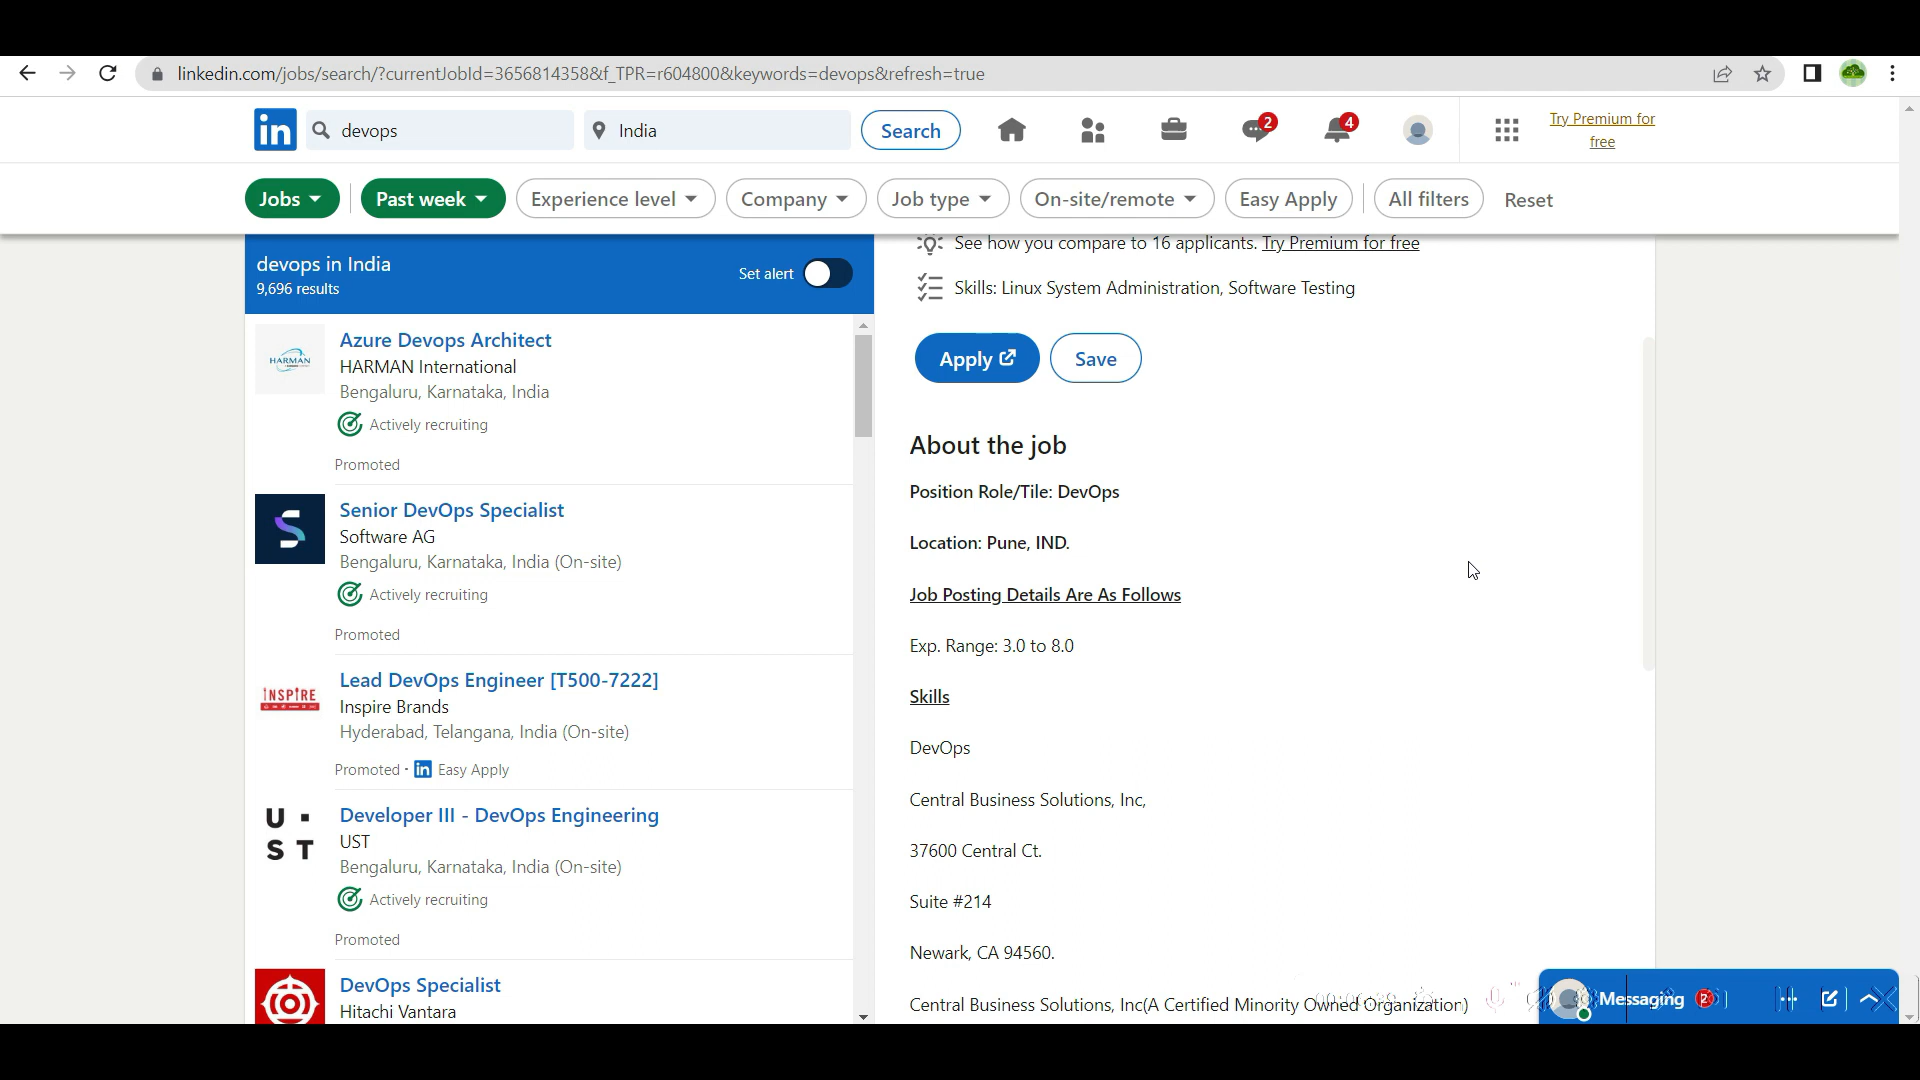 linkedin.com/jobs/search/?currentJobId=3656814358&f_TPR=r604800&keywords=devops&refresh=true
in
devops
India
Search
2
4
Try Premium for
free
Jobs
Past week
Experience level
Company
Job type
On-site/remote
Easy Apply
All filters
Reset
devops in India
9,696 results
Set alert
HARMAN
Azure Devops Architect
HARMAN International
Bengaluru, Karnataka, India
Actively recruiting
Promoted
S
Senior DevOps Specialist
Software AG
Bengaluru, Karnataka, India (On-site)
Actively recruiting
Promoted
INSPIRE
Lead DevOps Engineer [T500-7222]
Inspire Brands
Hyderabad, Telangana, India (On-site)
Promoted · in Easy Apply
U
S T
Developer III - DevOps Engineering
UST
Bengaluru, Karnataka, India (On-site)
Actively recruiting
Promoted
DevOps Specialist
Hitachi Vantara
See how you compare to 16 applicants. Try Premium for free
Skills: Linux System Administration, Software Testing
Apply
Save
About the job
Position Role/Tile: DevOps
Location: Pune, IND.
Job Posting Details Are As Follows
Exp. Range: 3.0 to 8.0
Skills
DevOps
Central Business Solutions, Inc,
37600 Central Ct.
Suite #214
Newark, CA 94560.
Central Business Solutions, Inc(A Certified Minority Owned Organization)
Messaging
2